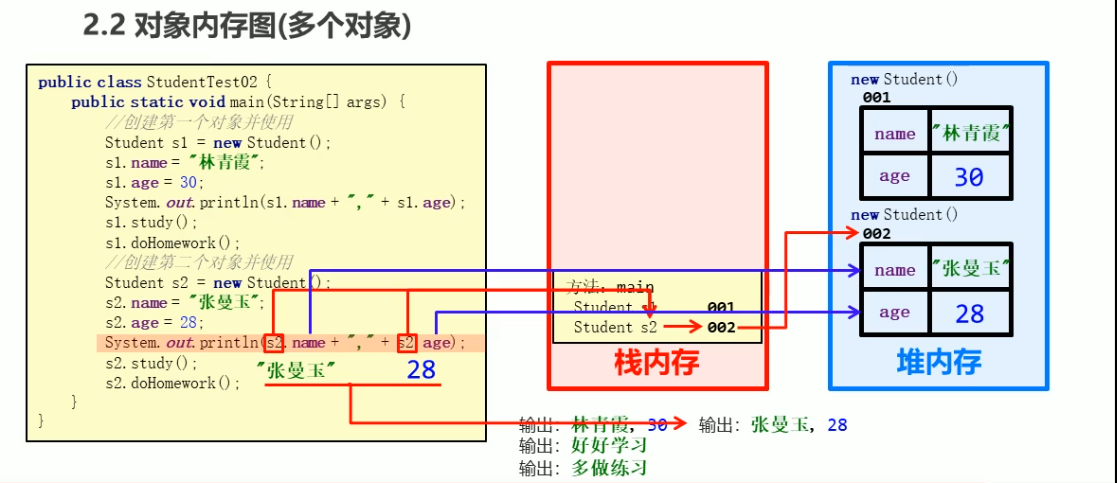 2.2 对象内存图(多个对象)
public class StudentTest02 {
public static void main(String[] args) {
//创建第一个对象并使用
Student s1 = new Student();
s1.name = "林青霞";
s1.age = 30;
System.out.println(s1.name + "," + s1.age);
s1.study();
s1.doHomework();
//创建第二个对象并使用
Student s2 = new Student();
s2.name = "张曼玉";
s2.age = 28;
System.out.println(s2.name + "," + s2.age);
s2.study();
s2.doHomework();
}
}
"张曼玉" 28
方法: main
Student s1 001
Student s2 002
栈内存
new Student()
001
name "林青霞"
age 30
new Student()
002
name "张曼玉"
age 28
堆内存
输出: 林青霞, 30 输出: 张曼玉, 28
输出: 好好学习
输出: 多做练习